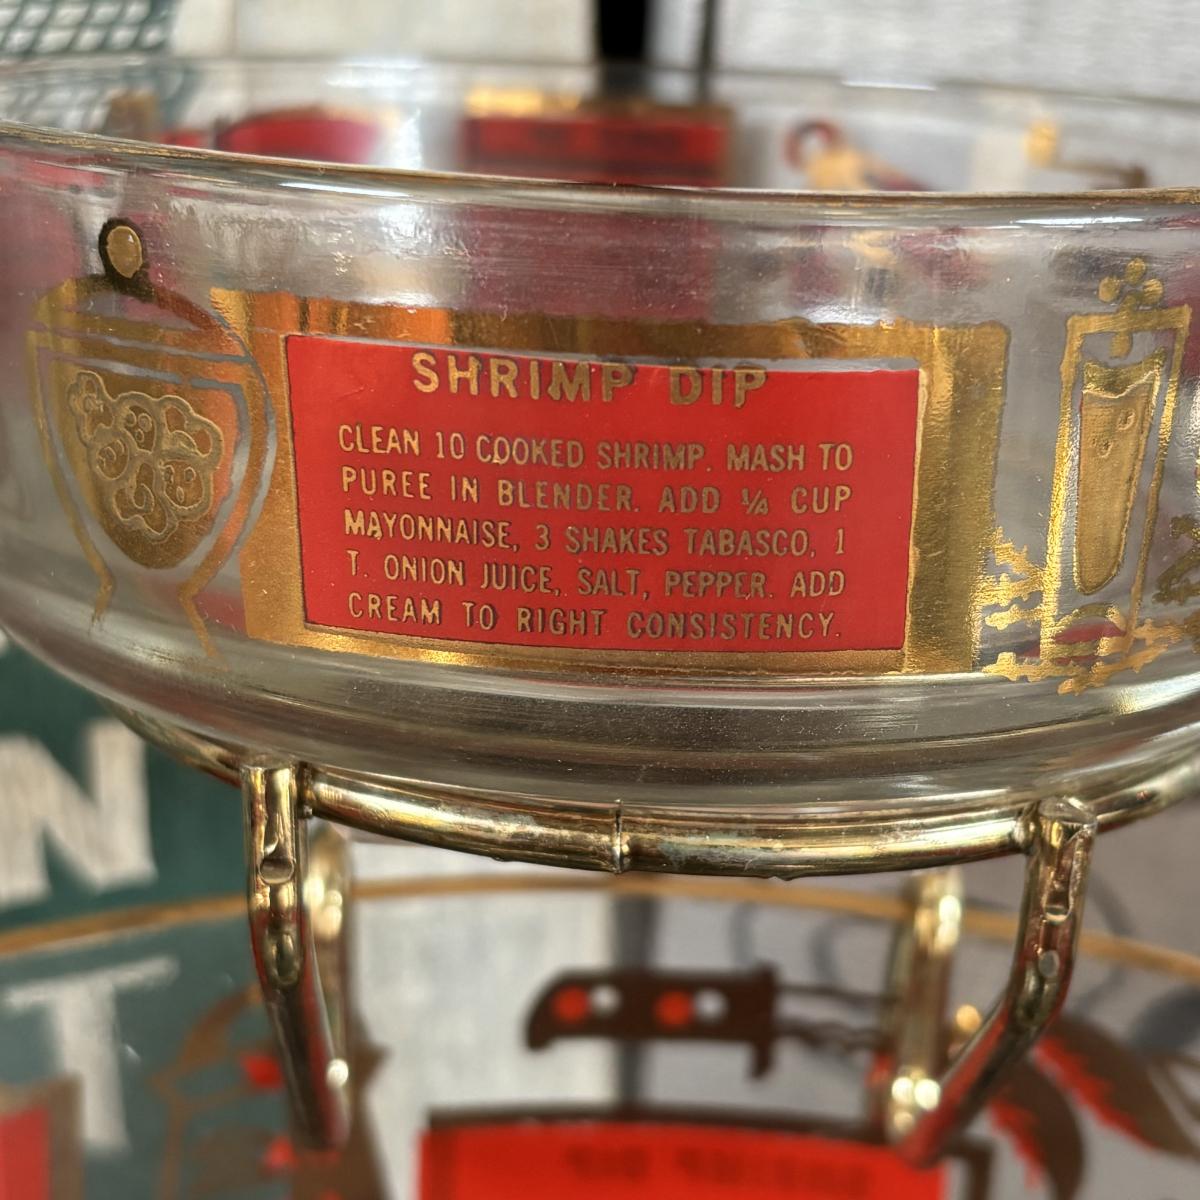 SHRIMP DIP
CLEAN 10 COOKED SHRIMP. MASH TO
PUREE IN BLENDER. ADD ¼ CUP
MAYONNAISE, 3 SHAKES TABASCO, 1
T. ONION JUICE, SALT, PEPPER. ADD
CREAM TO RIGHT CONSISTENCY.
N
T